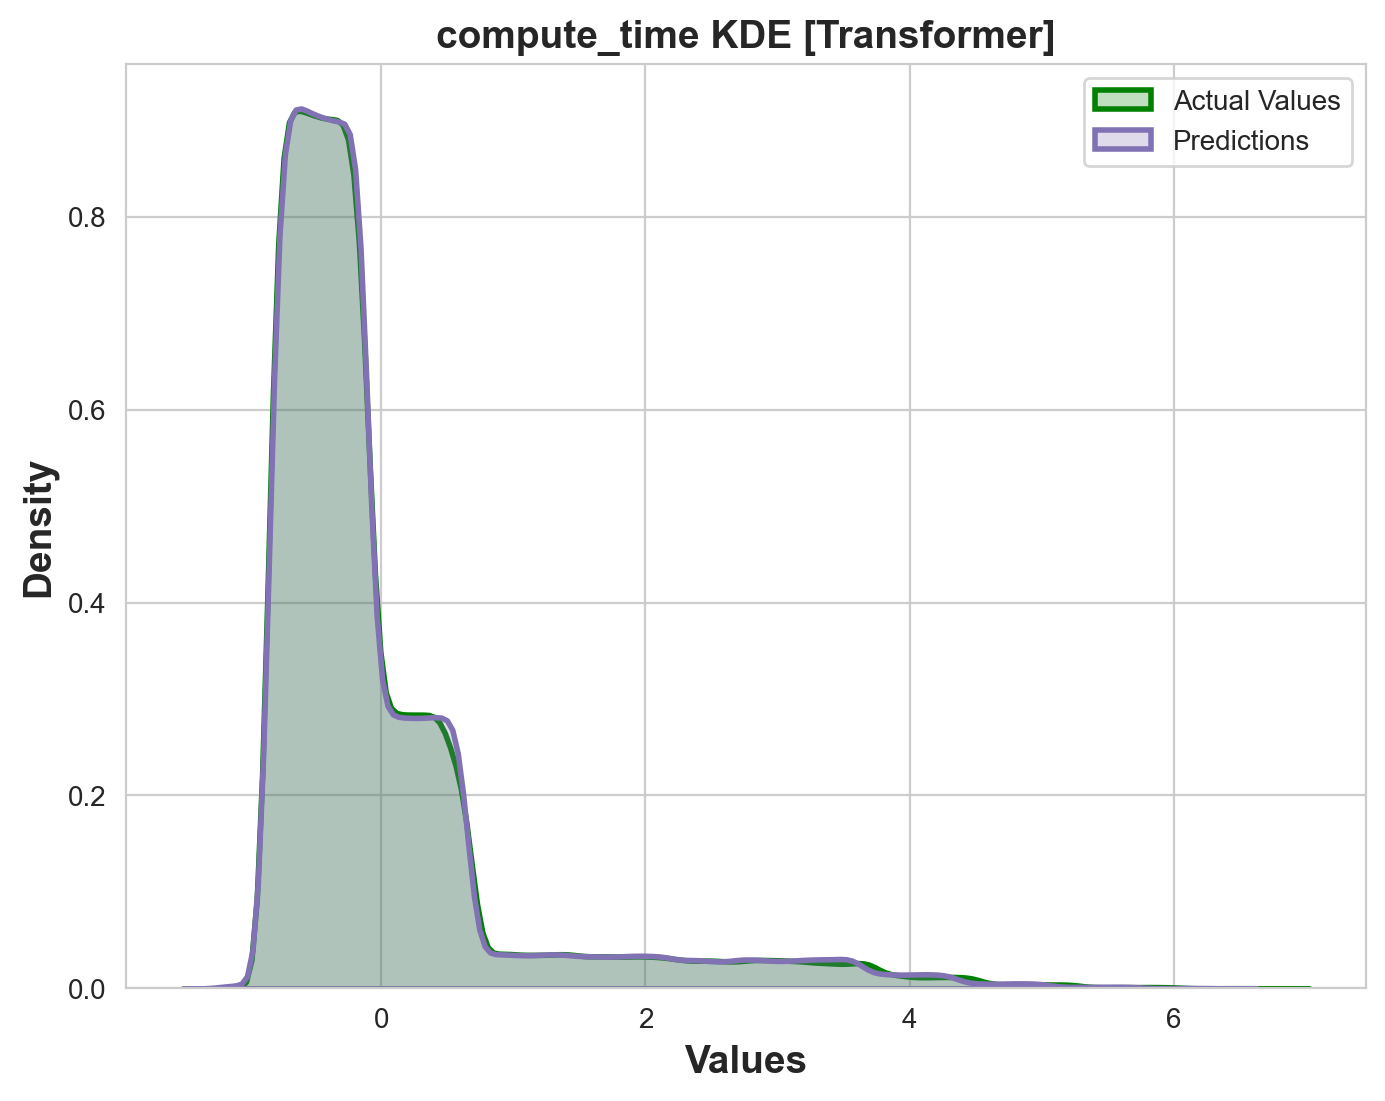 compute_time KDE [Transformer]
Actual Values
Predictions
Density
0.8
0.6
0.4
0.2
0.0
0
2
4
6
Values